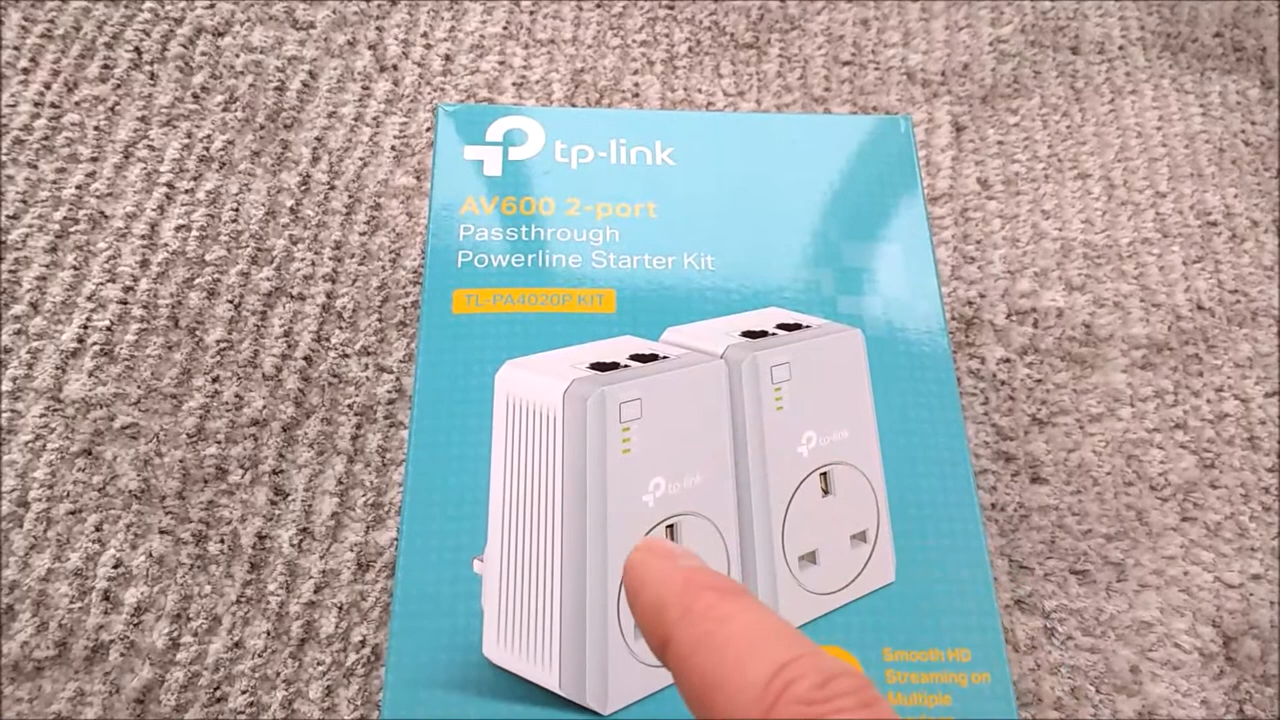 tp-link
AV600 2-port
Passthrough
Powerline Starter Kit
TL-PA4020P KIT
tp-link
tp-link
Smooth HD
Streaming on
Multiple